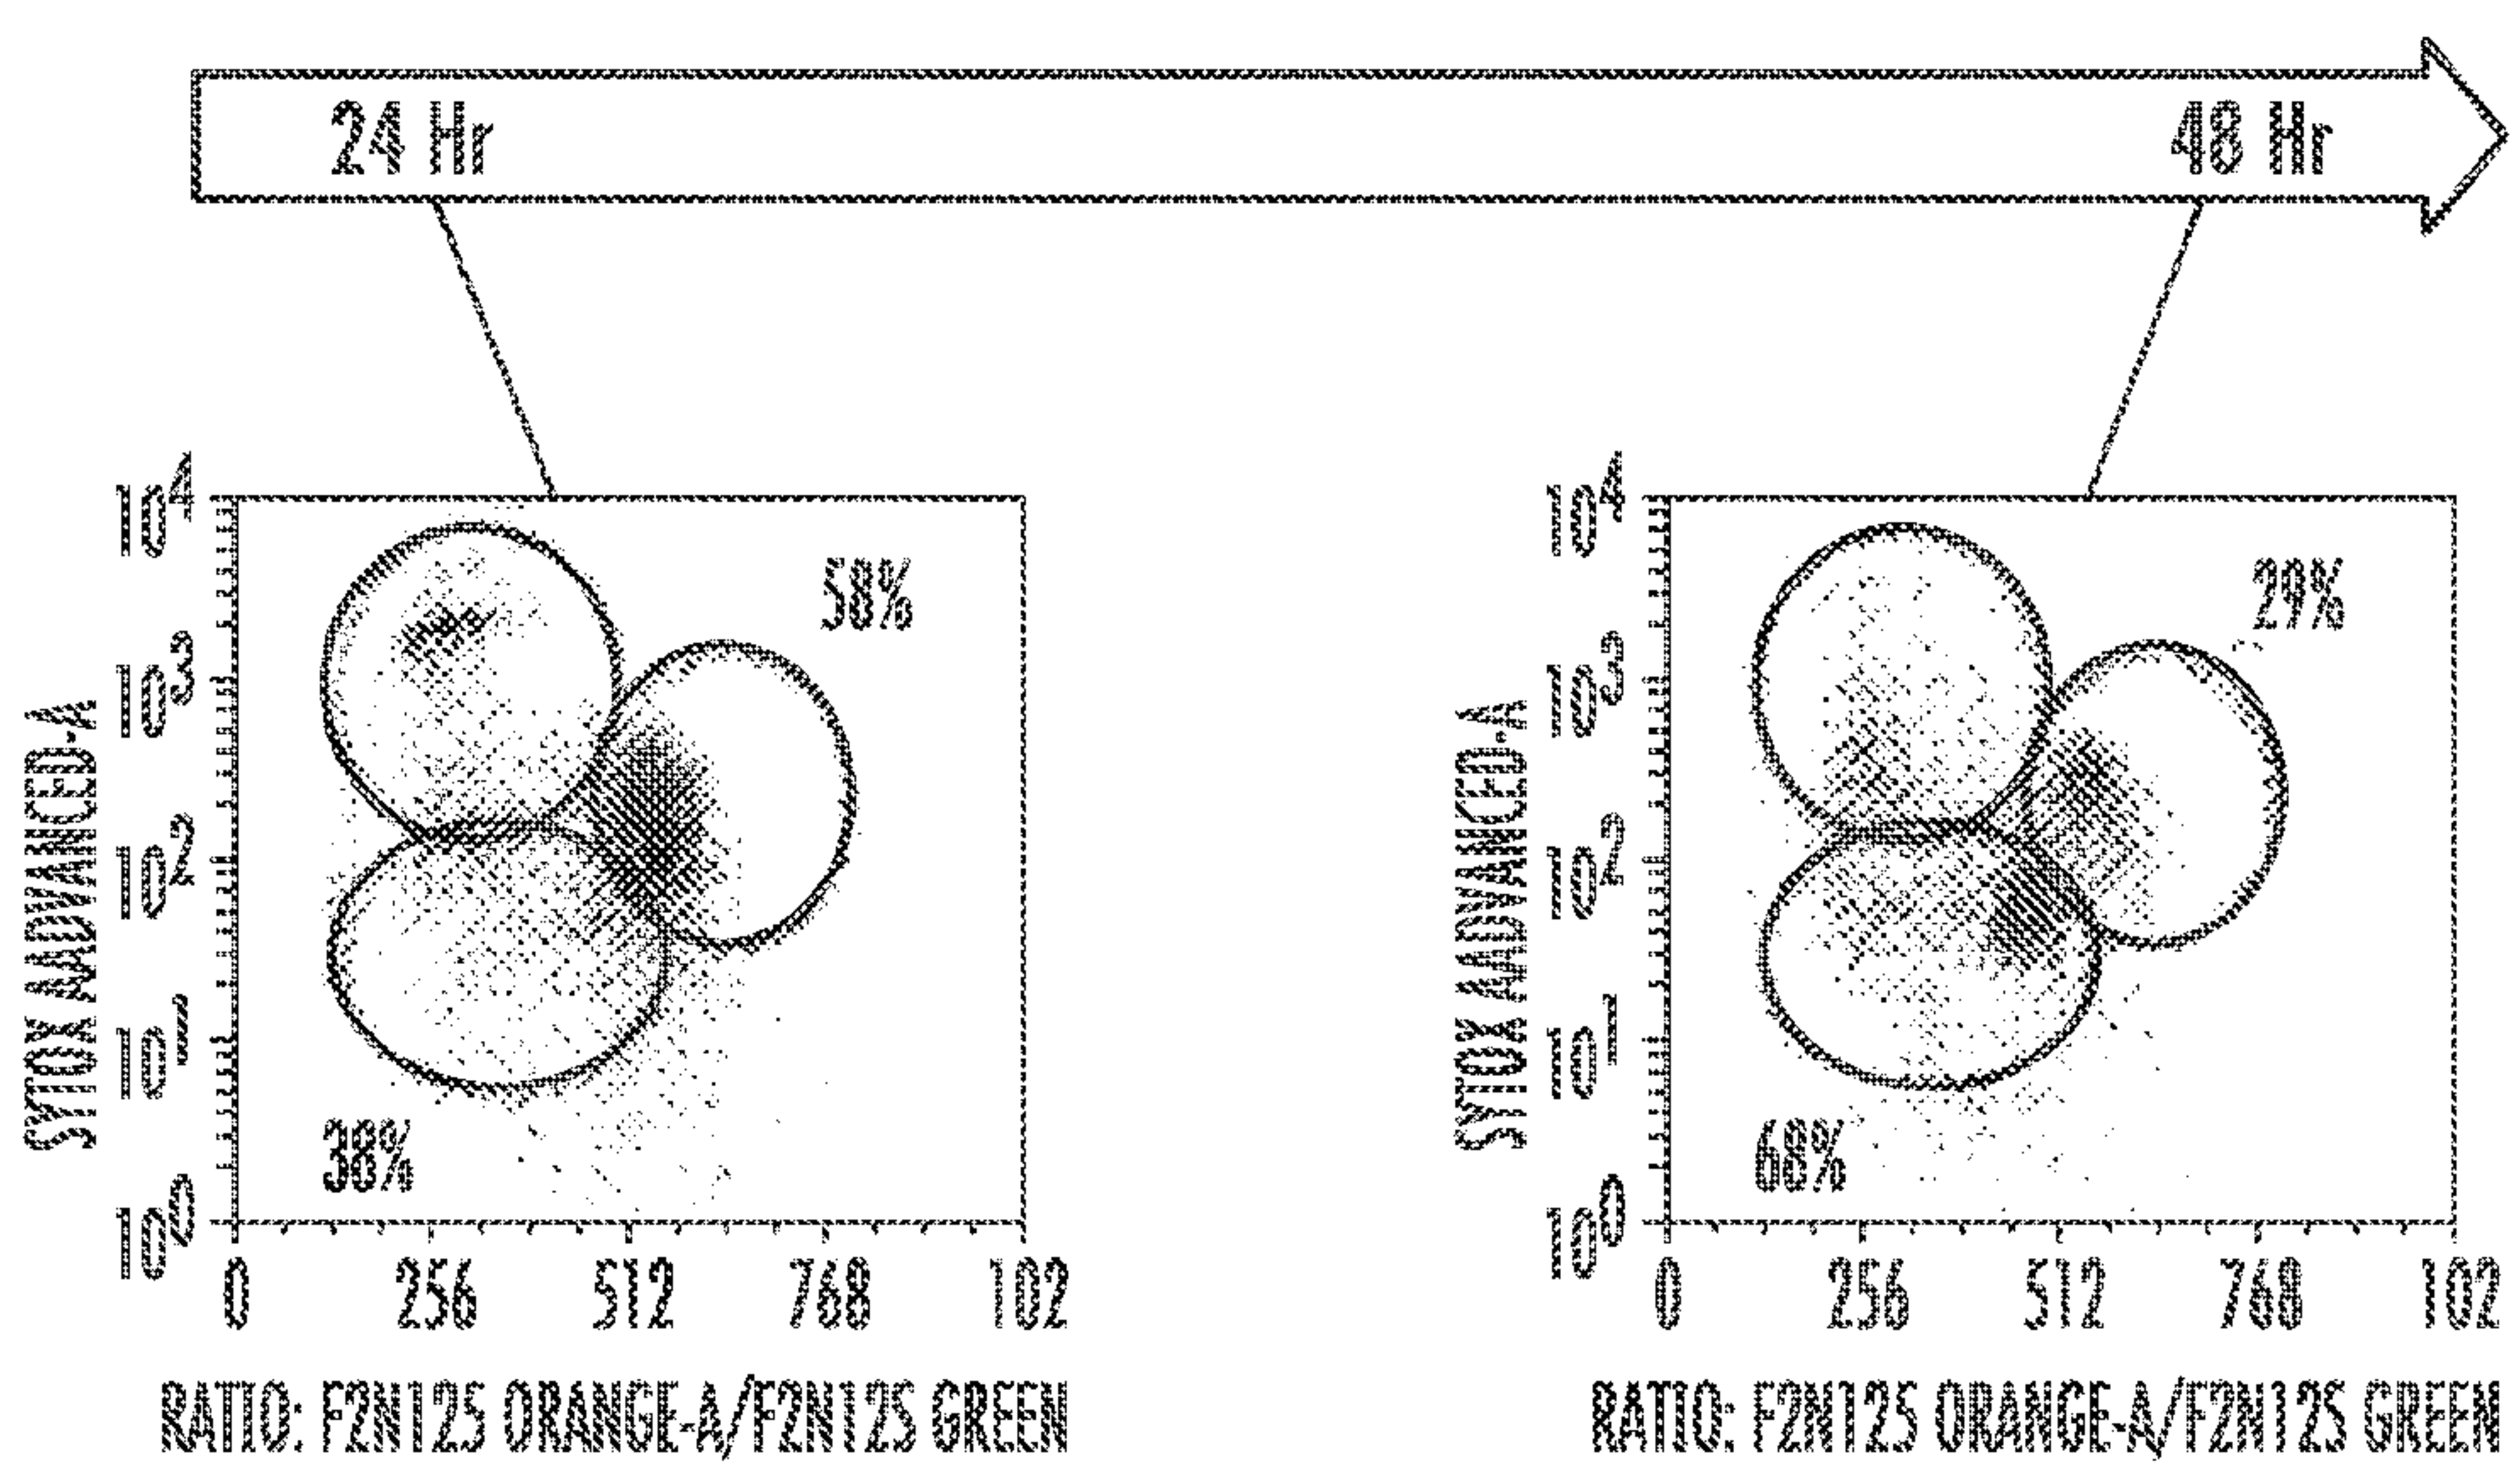 24 Hr
48 Hr
SYTOX AADVANCED-A
10^4
10^3
10^2
10^1
10^0
58%
38%
0 256 512 768 102
RATIO: F2N125 ORANGE-A/F2N12S GREEN
SYTOX AADVANCED-A
10^4
10^3
10^2
10^1
10^0
29%
68%
0 256 512 768 102
RATIO: F2N125 ORANGE-A/F2N12S GREEN